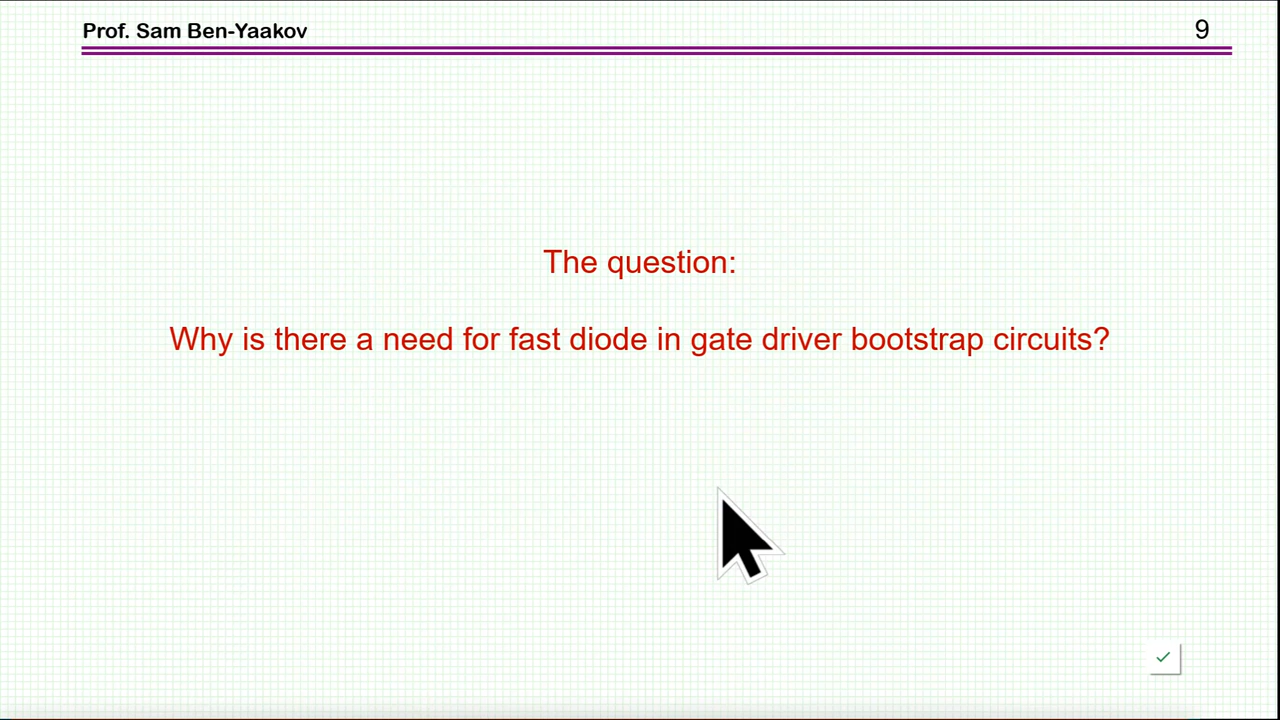 Prof. Sam Ben-Yaakov
9
The question:
Why is there a need for fast diode in gate driver bootstrap circuits?